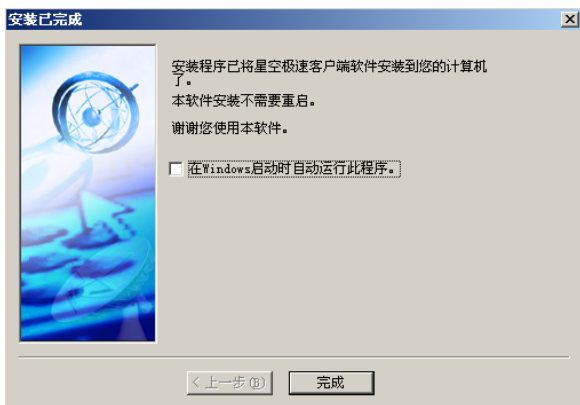 安装已完成
安装程序已将星空极速客户端软件安装到您的计算机
了。
本软件安装不需要重启。
谢谢您使用本软件。
在Windows启动时自动运行此程序。
< 上一步(B)
完成